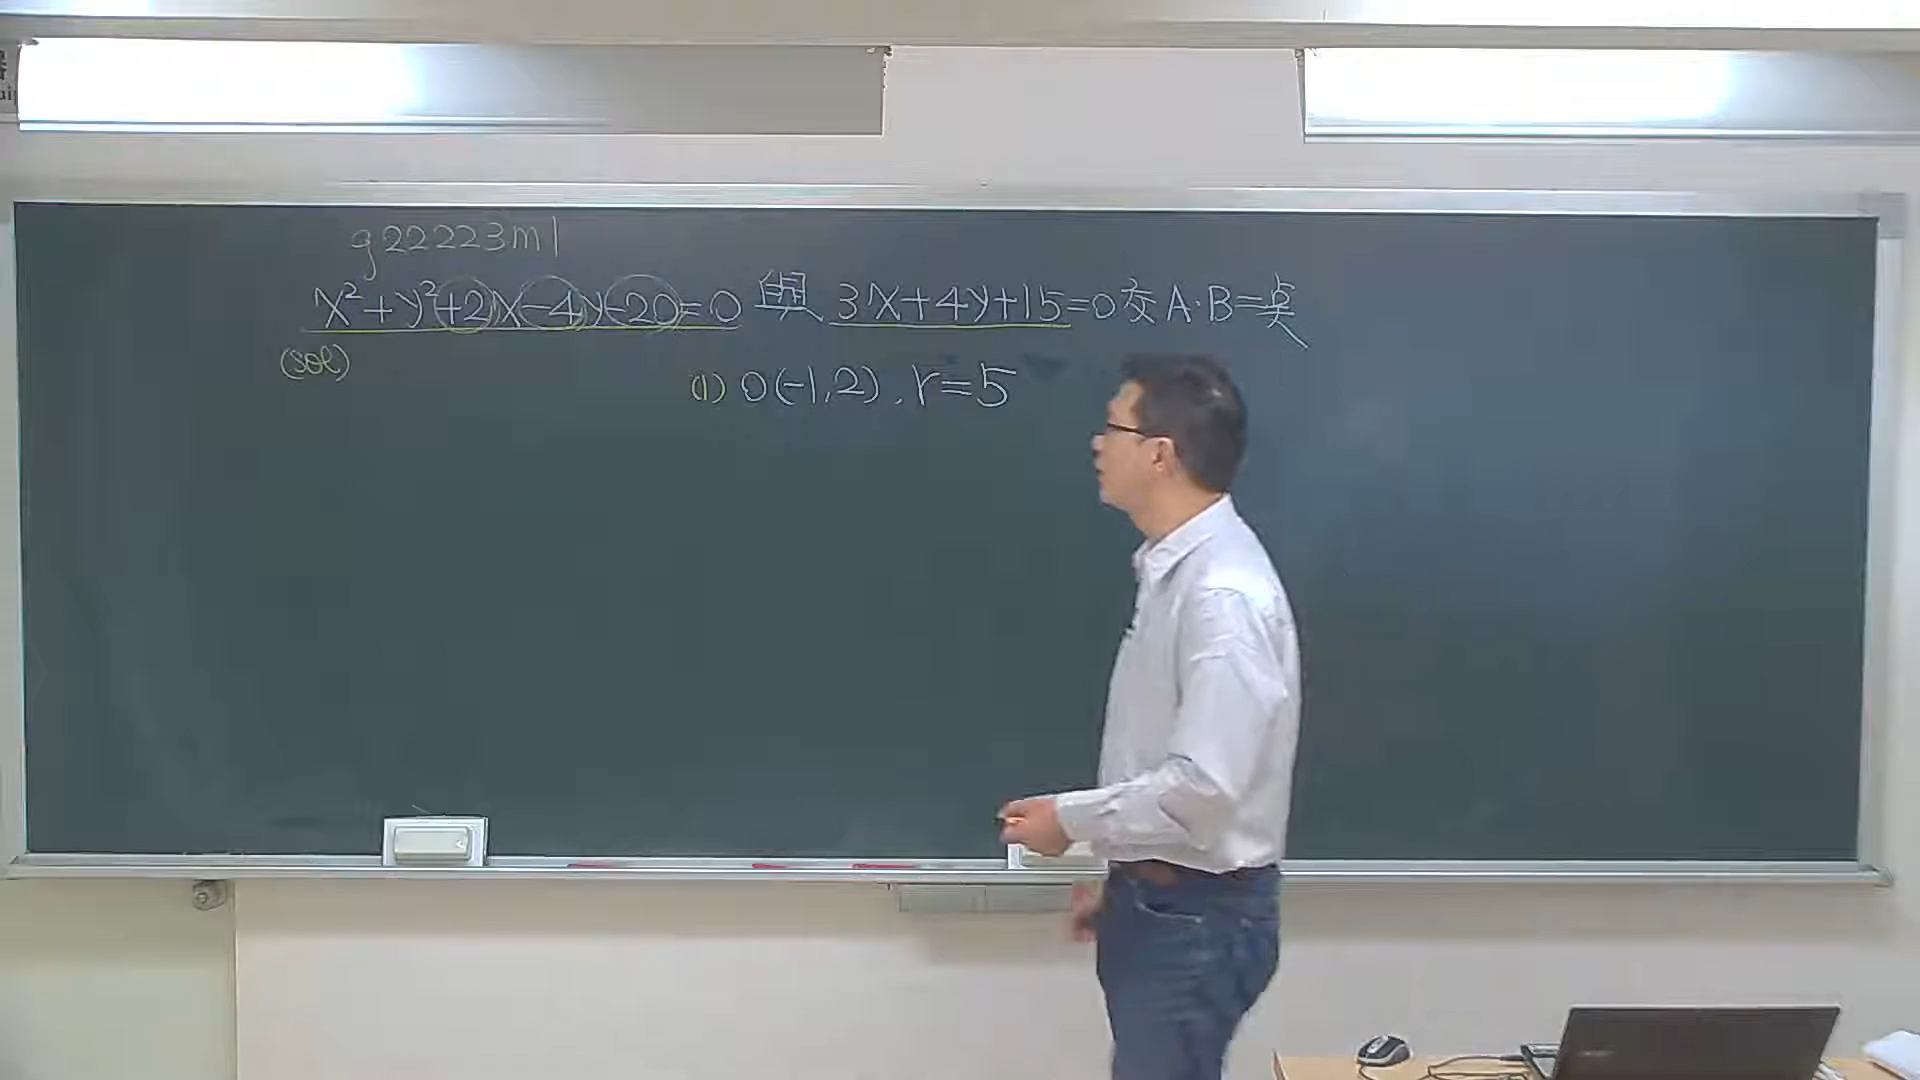 g22223m1
x²+y²+2x-4y-20=0 與 3x+4y+15=0 交 A.B=点
(sol)
(1) O(-1,2), r=5